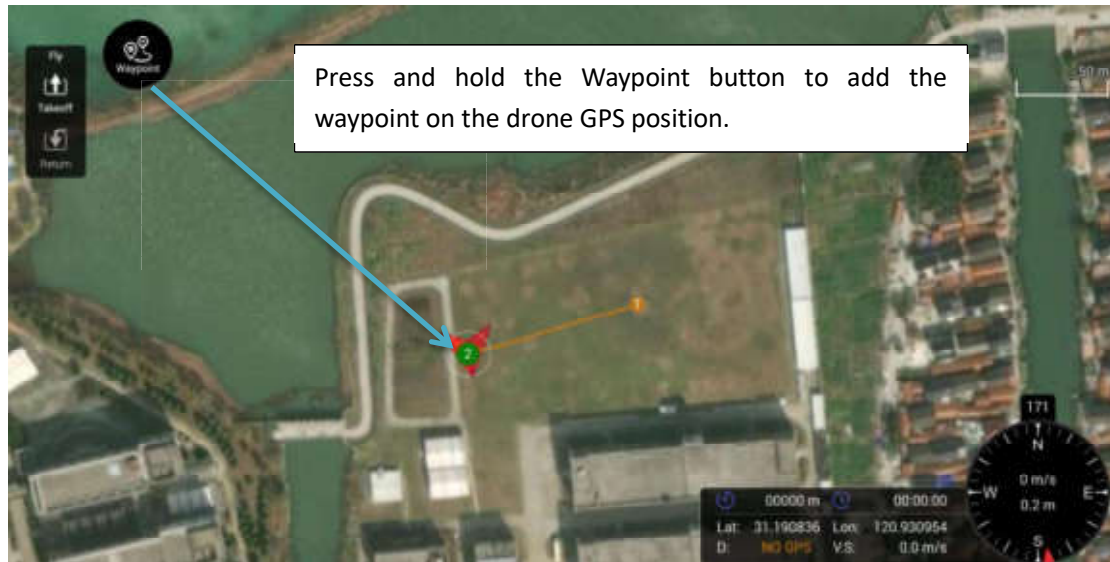 Fly
Waypoint
Takeoff
Return
Press and hold the Waypoint button to add the
waypoint on the drone GPS position.
50 m
1
2
171
N
W
E
S
0 m/s
0.2 m
00000 m 00:00:00
Lat: 31.190836 Lon: 120.930954
D: NO GPS V.S: 0.0 m/s